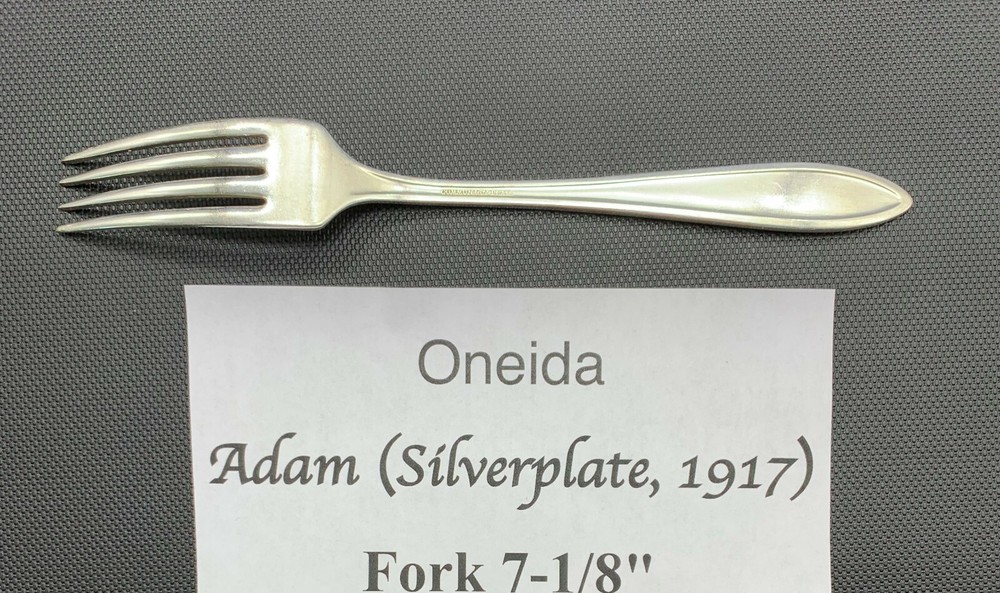 Oneida
Adam (Silverplate, 1917)
Fork 7-1/8"